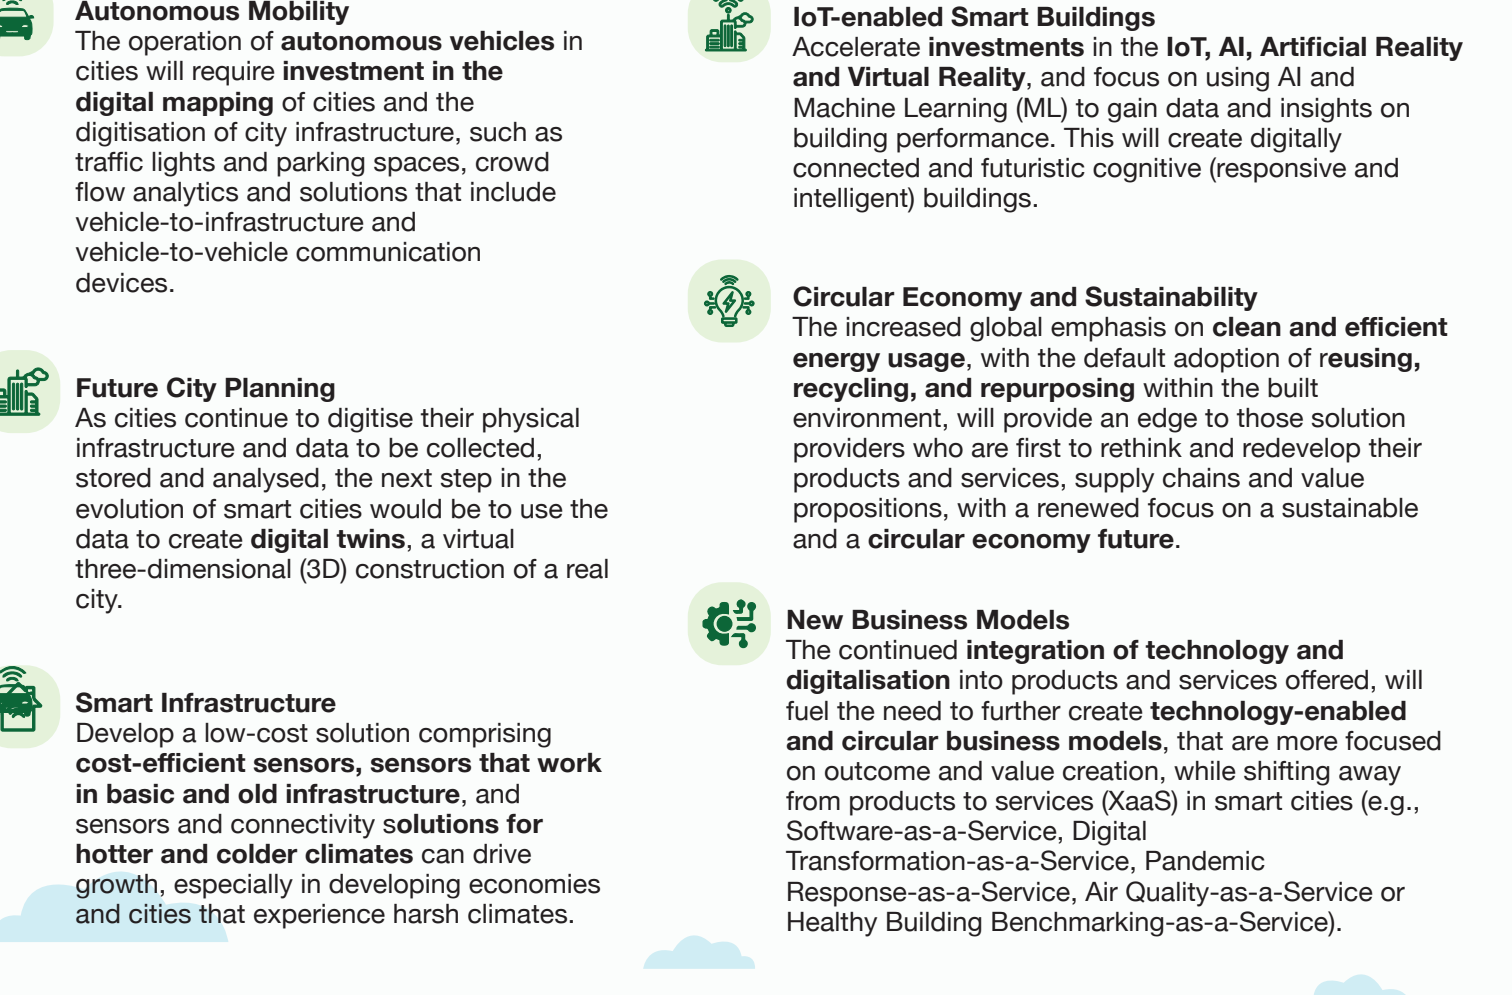 Autonomous Mobility
The operation of autonomous vehicles in
cities will require investment in the
digital mapping of cities and the
digitisation of city infrastructure, such as
traffic lights and parking spaces, crowd
flow analytics and solutions that include
vehicle-to-infrastructure and
vehicle-to-vehicle communication
devices.
Future City Planning
As cities continue to digitise their physical
infrastructure and data to be collected,
stored and analysed, the next step in the
evolution of smart cities would be to use the
data to create digital twins, a virtual
three-dimensional (3D) construction of a real
city.
Smart Infrastructure
Develop a low-cost solution comprising
cost-efficient sensors, sensors that work
in basic and old infrastructure, and
sensors and connectivity solutions for
hotter and colder climates can drive
growth, especially in developing economies
and cities that experience harsh climates.
IoT-enabled Smart Buildings
Accelerate investments in the IoT, AI, Artificial Reality
and Virtual Reality, and focus on using AI and
Machine Learning (ML) to gain data and insights on
building performance. This will create digitally
connected and futuristic cognitive (responsive and
intelligent) buildings.
Circular Economy and Sustainability
The increased global emphasis on clean and efficient
energy usage, with the default adoption of reusing,
recycling, and repurposing within the built
environment, will provide an edge to those solution
providers who are first to rethink and redevelop their
products and services, supply chains and value
propositions, with a renewed focus on a sustainable
and a circular economy future.
New Business Models
The continued integration of technology and
digitalisation into products and services offered, will
fuel the need to further create technology-enabled
and circular business models, that are more focused
on outcome and value creation, while shifting away
from products to services (XaaS) in smart cities (e.g.,
Software-as-a-Service, Digital
Transformation-as-a-Service, Pandemic
Response-as-a-Service, Air Quality-as-a-Service or
Healthy Building Benchmarking-as-a-Service).